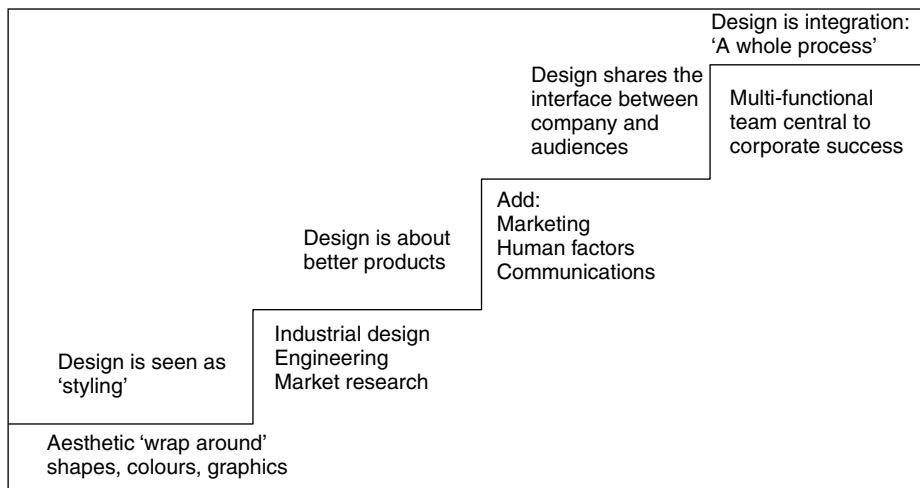 Design is seen as
‘styling’
Aesthetic ‘wrap around’
shapes, colours, graphics
Design is about
better products
Industrial design
Engineering
Market research
Design shares the
interface between
company and
audiences
Add:
Marketing
Human factors
Communications
Design is integration:
‘A whole process’
Multi-functional
team central to
corporate success